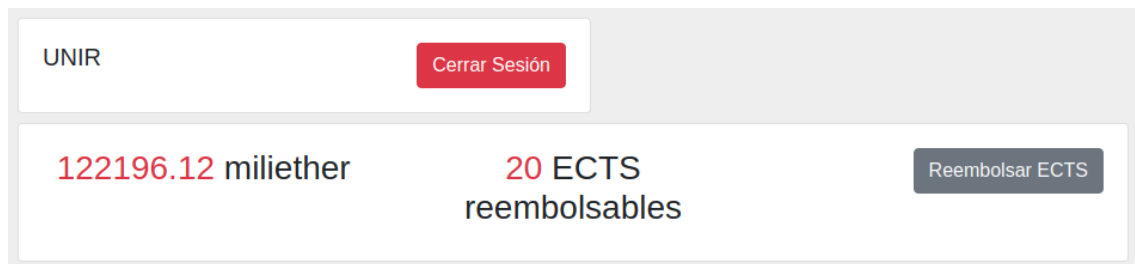 UNIR
Cerrar Sesión
122196.12 miliether
20 ECTS
reembolsables
Reembolsar ECTS